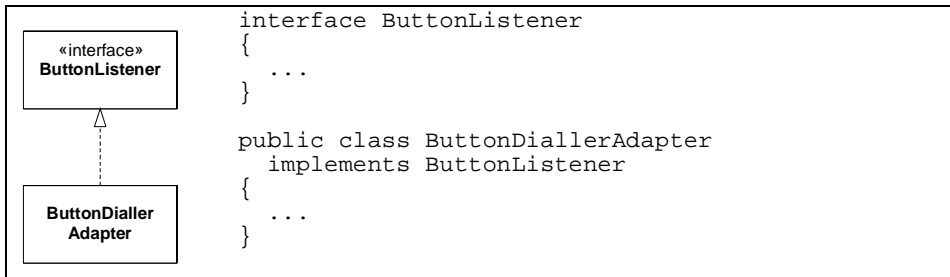 «interface»
ButtonListener
ButtonDialler
Adapter
interface ButtonListener
{
  ...
}
public class ButtonDiallerAdapter
  implements ButtonListener
{
  ...
}